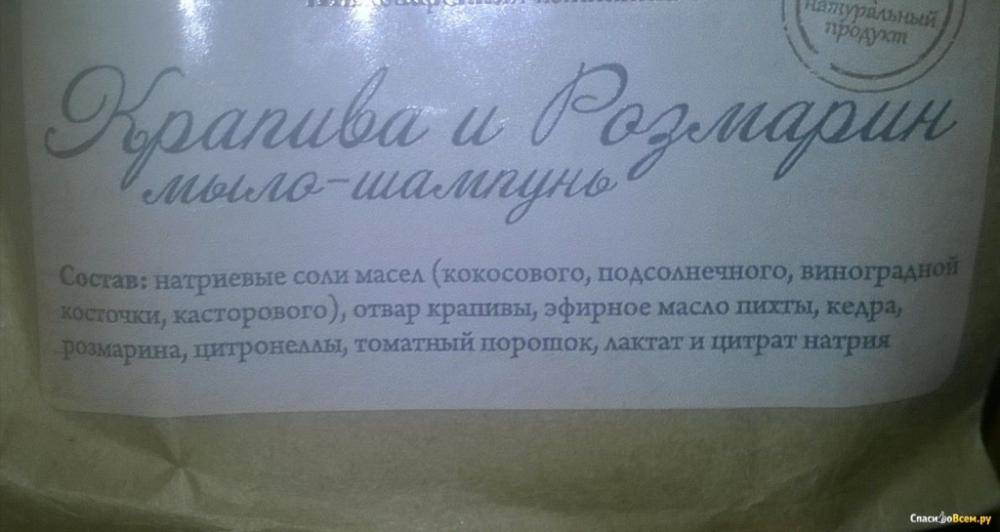 натуральный
продукт
Крапива и Розмарин
мыло-шампунь
Состав: натриевые соли масел (кокосового, подсолнечного, виноградной
косточки, касторового), отвар крапивы, эфирное масло пихты, кедра,
розмарина, цитронеллы, томатный порошок, лактат и цитрат натрия
СпасибоВсем.ру